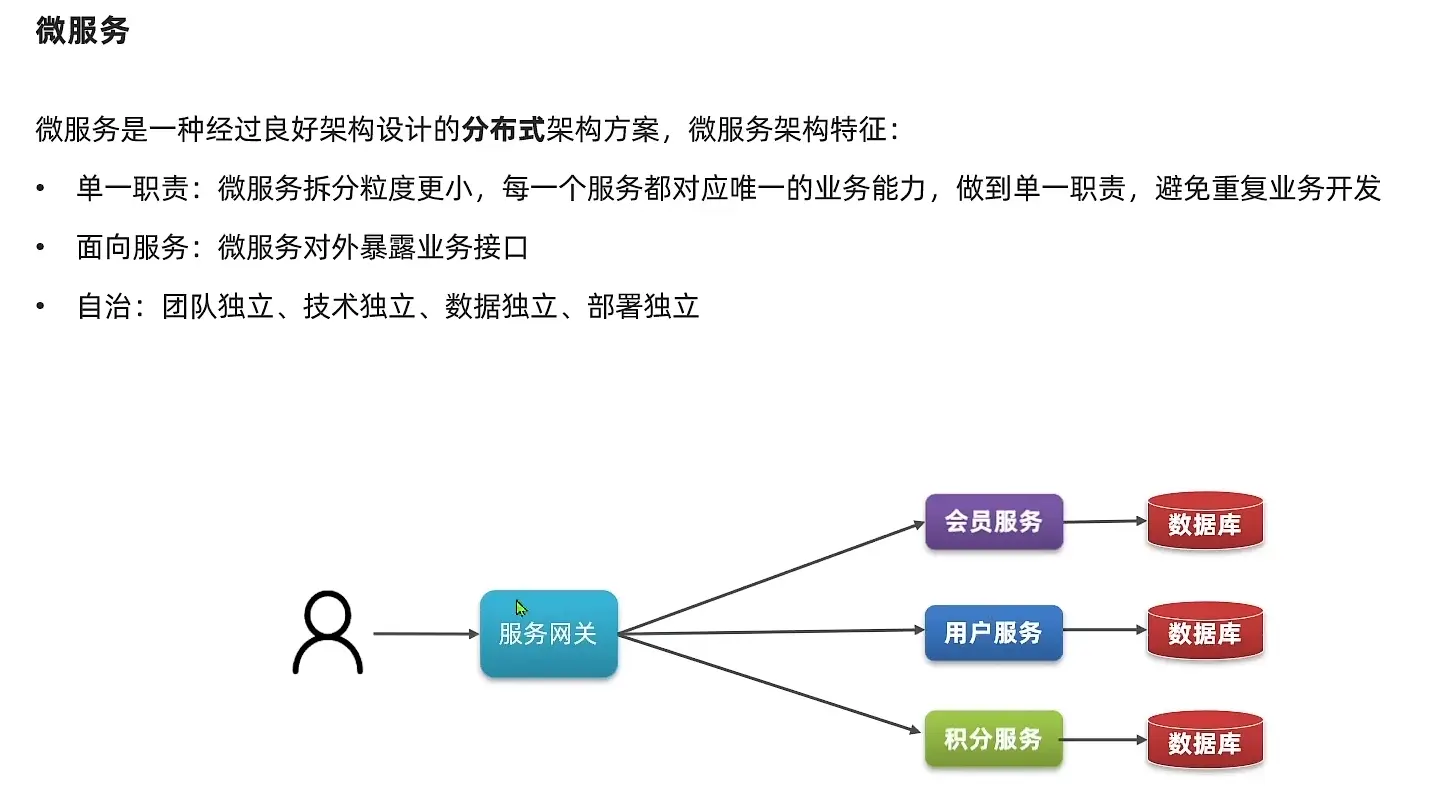 微服务
微服务是一种经过良好架构设计的分布式架构方案，微服务架构特征：
• 单一职责：微服务拆分粒度更小，每一个服务都对应唯一的业务能力，做到单一职责，避免重复业务开发
• 面向服务：微服务对外暴露业务接口
• 自治：团队独立、技术独立、数据独立、部署独立
会员服务
数据库
服务网关
用户服务
数据库
积分服务
数据库